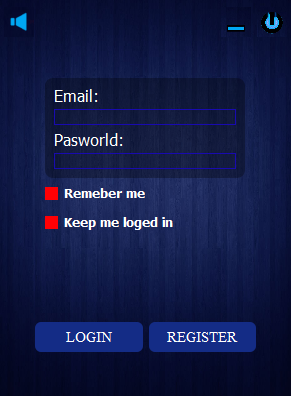 Email:
Pasworld:
Remeber me
Keep me loged in
LOGIN
REGISTER